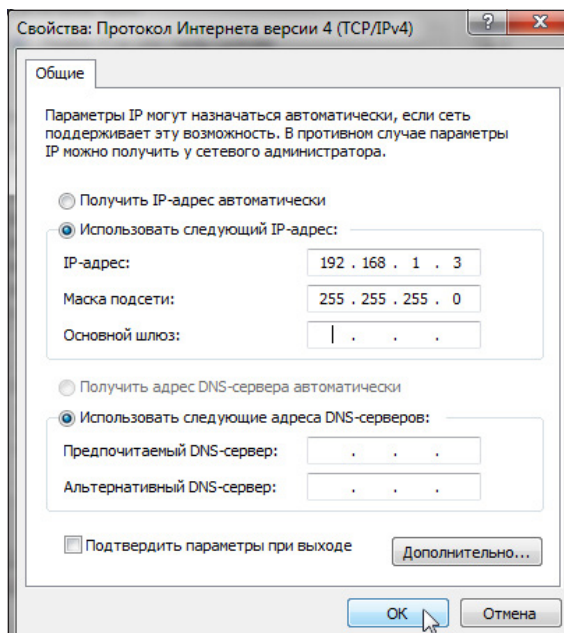 Свойства: Протокол Интернета версии 4 (TCP/IPv4)
?
Общие
Параметры IP могут назначаться автоматически, если сеть
поддерживает эту возможность. В противном случае параметры
IP можно получить у сетевого администратора.
Получить IP-адрес автоматически
Использовать следующий IP-адрес:
IP-адрес: 192 . 168 . 1 . 3
Маска подсети: 255 . 255 . 255 . 0
Основной шлюз: . . .
Получить адрес DNS-сервера автоматически
Использовать следующие адреса DNS-серверов:
Предпочитаемый DNS-сервер: . . .
Альтернативный DNS-сервер: . . .
Подтвердить параметры при выходе
Дополнительно...
ОК
Отмена